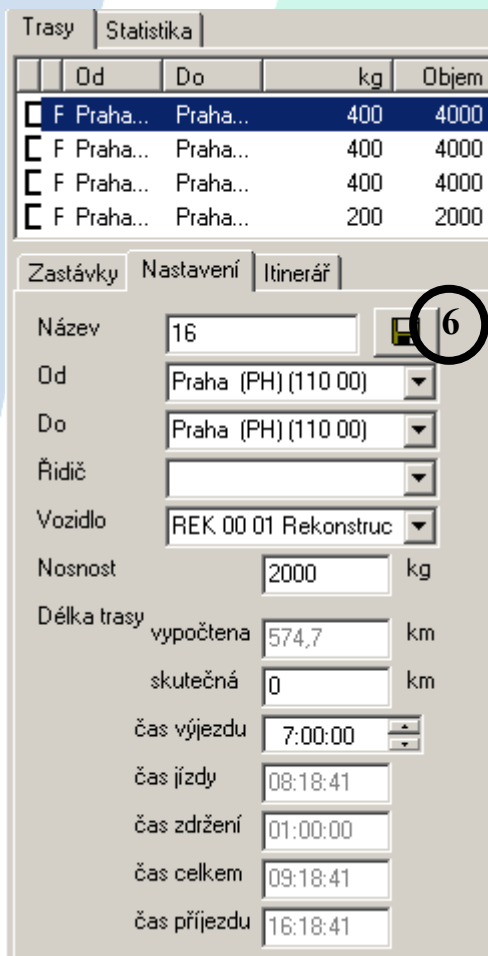 Trasy Statistika
Od Do kg Objem
F Praha... Praha... 400 4000
F Praha... Praha... 400 4000
F Praha... Praha... 400 4000
F Praha... Praha... 200 2000
Zastávky Nastavení Itinerář
Název 16 6
Od Praha (PH) (110 00)
Do Praha (PH) (110 00)
Řidič
Vozidlo REK 00 01 Rekonstruc
Nosnost 2000 kg
Délka trasy vypočtena 574,7 km
skutečná 0 km
čas výjezdu 7:00:00
čas jízdy 08:18:41
čas zdržení 01:00:00
čas celkem 09:18:41
čas příjezdu 16:18:41